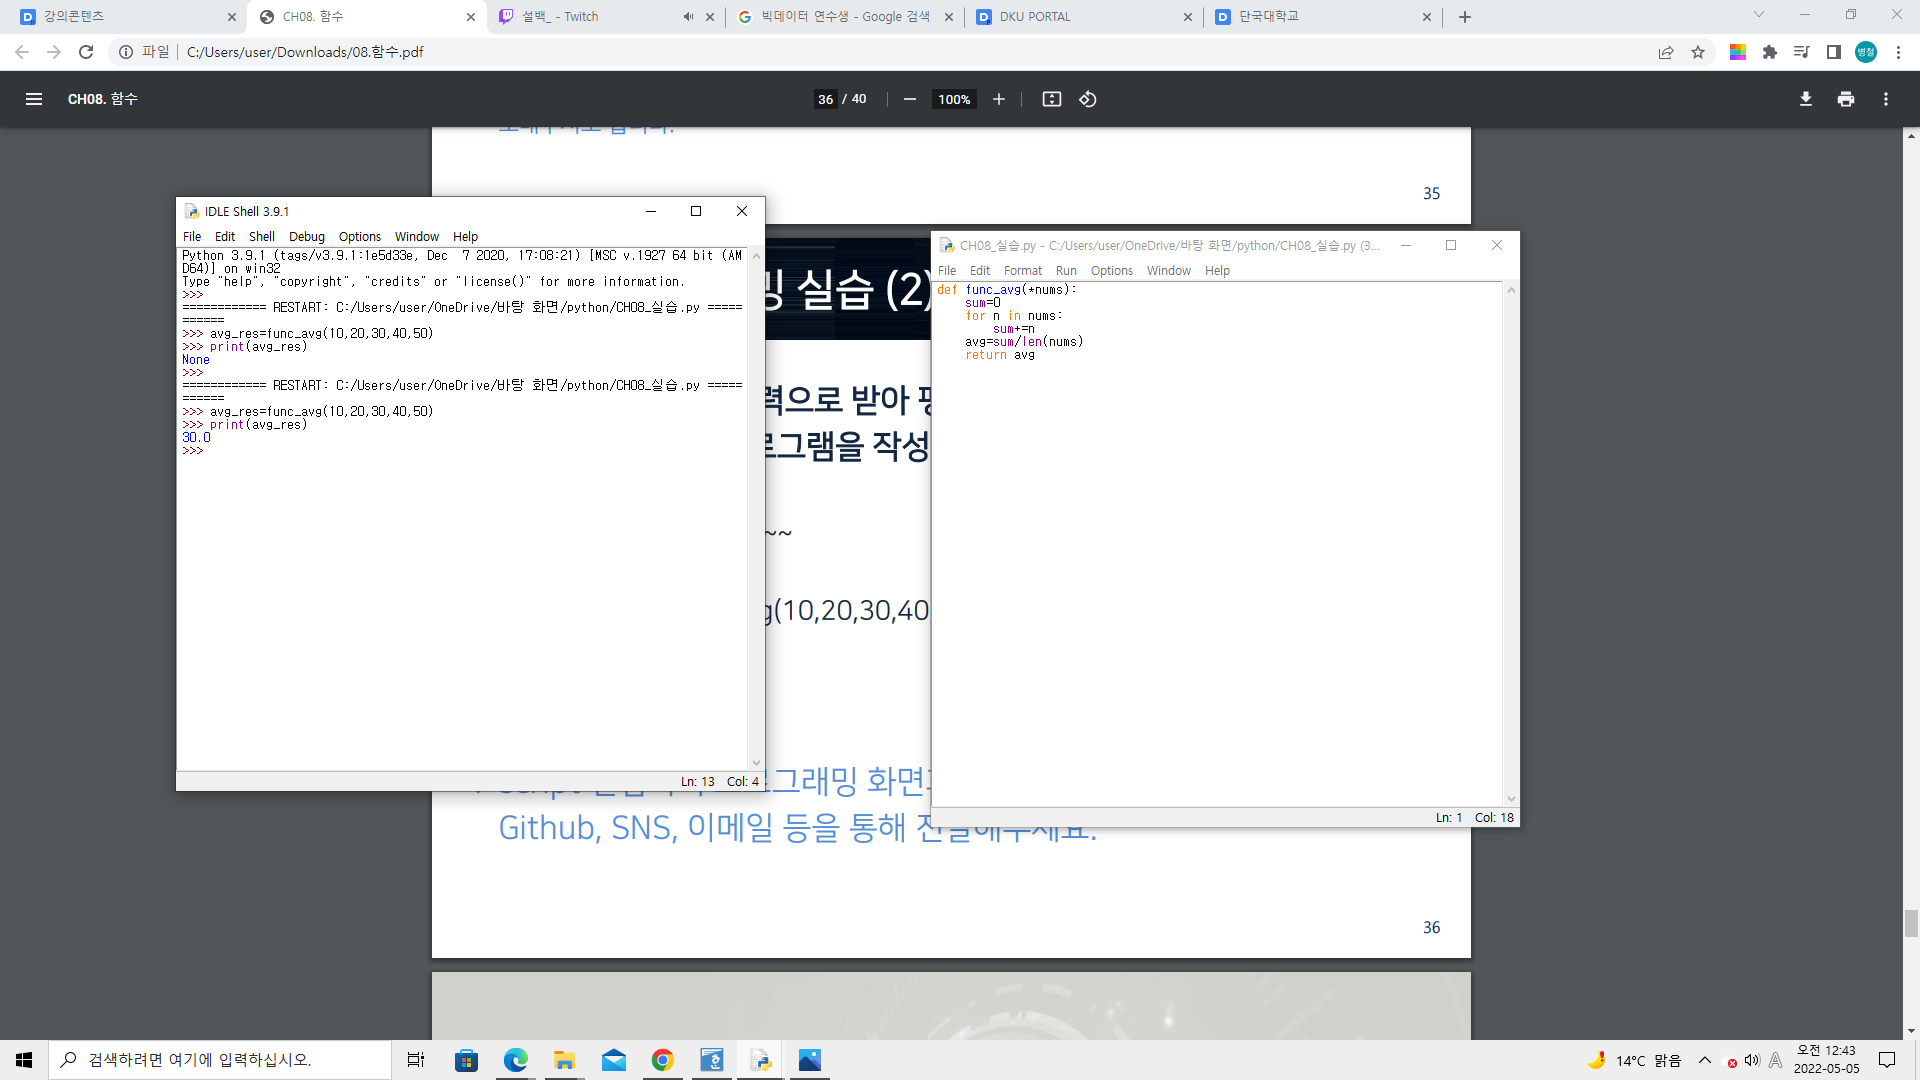 강의콘텐츠
CH08. 함수
설백_ - Twitch
빅데이터 연수생 - Google 검색
DKU PORTAL
단국대학교
파일
C:/Users/user/Downloads/08.함수.pdf
병철
CH08. 함수
36 / 40
100%
35
IDLE Shell 3.9.1
File Edit Shell Debug Options Window Help
Python 3.9.1 (tags/v3.9.1:1e5d33e, Dec  7 2020, 17:08:21) [MSC v.1927 64 bit (AM
D64)] on win32
Type "help", "copyright", "credits" or "license()" for more information.
>>>
============ RESTART: C:/Users/user/OneDrive/바탕 화면/python/CH08_실습.py =====
======
>>> avg_res=func_avg(10,20,30,40,50)
>>> print(avg_res)
None
>>>
============ RESTART: C:/Users/user/OneDrive/바탕 화면/python/CH08_실습.py =====
======
>>> avg_res=func_avg(10,20,30,40,50)
>>> print(avg_res)
30.0
>>>
Ln: 13 Col: 4
CH08_실습.py - C:/Users/user/OneDrive/바탕 화면/python/CH08_실습.py (3...
File Edit Format Run Options Window Help
def func_avg(*nums):
    sum=0
    for n in nums:
        sum+=n
    avg=sum/len(nums)
    return avg
Ln: 1 Col: 18
실습 (2)
력으로 받아
로그램을 작성
~~
g(10,20,30,40,
로그래밍 화면
Github, SNS, 이메일 등을 통해 전달해주세요.
36
검색하려면 여기에 입력하십시오.
14°C 맑음
A
오전 12:43
2022-05-05